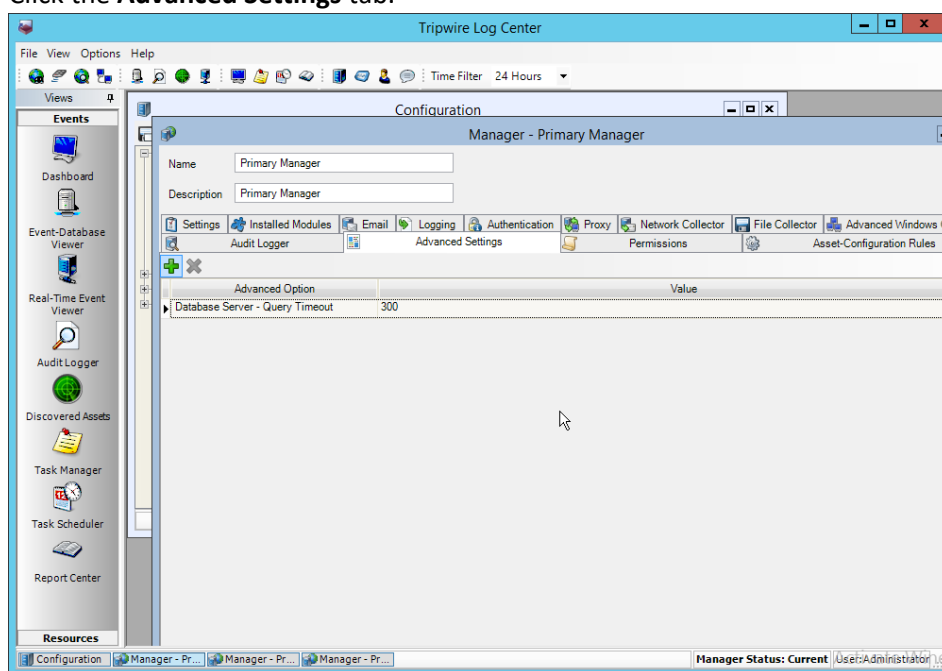 Click the Advanced Settings tab.
Tripwire Log Center
File View Options Help
Time Filter 24 Hours
Views
Events
Dashboard
Event-Database
Viewer
Real-Time Event
Viewer
Audit Logger
Discovered Assets
Task Manager
Task Scheduler
Report Center
Resources
Configuration
Manager - Primary Manager
Name Primary Manager
Description Primary Manager
Settings Installed Modules Email Logging Authentication Proxy Network Collector File Collector Advanced Windows
Audit Logger Advanced Settings Permissions Asset-Configuration Rules
Advanced Option Value
Database Server - Query Timeout 300
Configuration Manager - Pr... Manager - Pr... Manager - Pr... Manager Status: Current User:Administrator